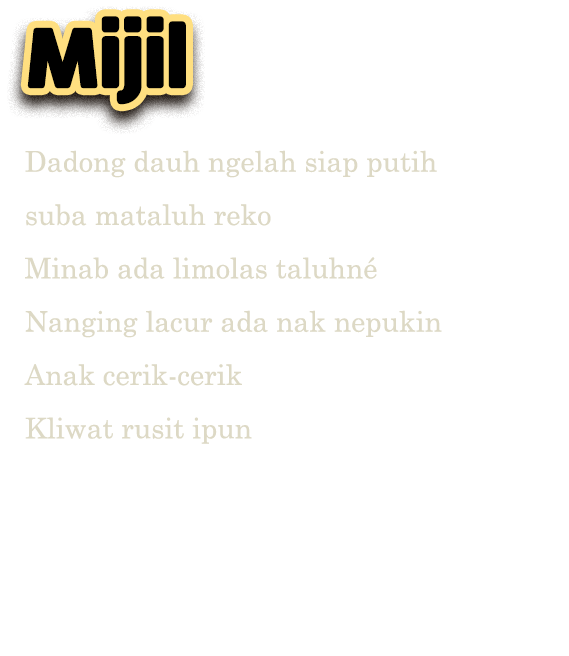 Mijil
Dadong dauh ngelah siap putih
suba mataluh reko
Minab ada limolas taluhné
Nanging lacur ada nak nepukin
Anak cerik-cerik
Kliwat rusit ipun